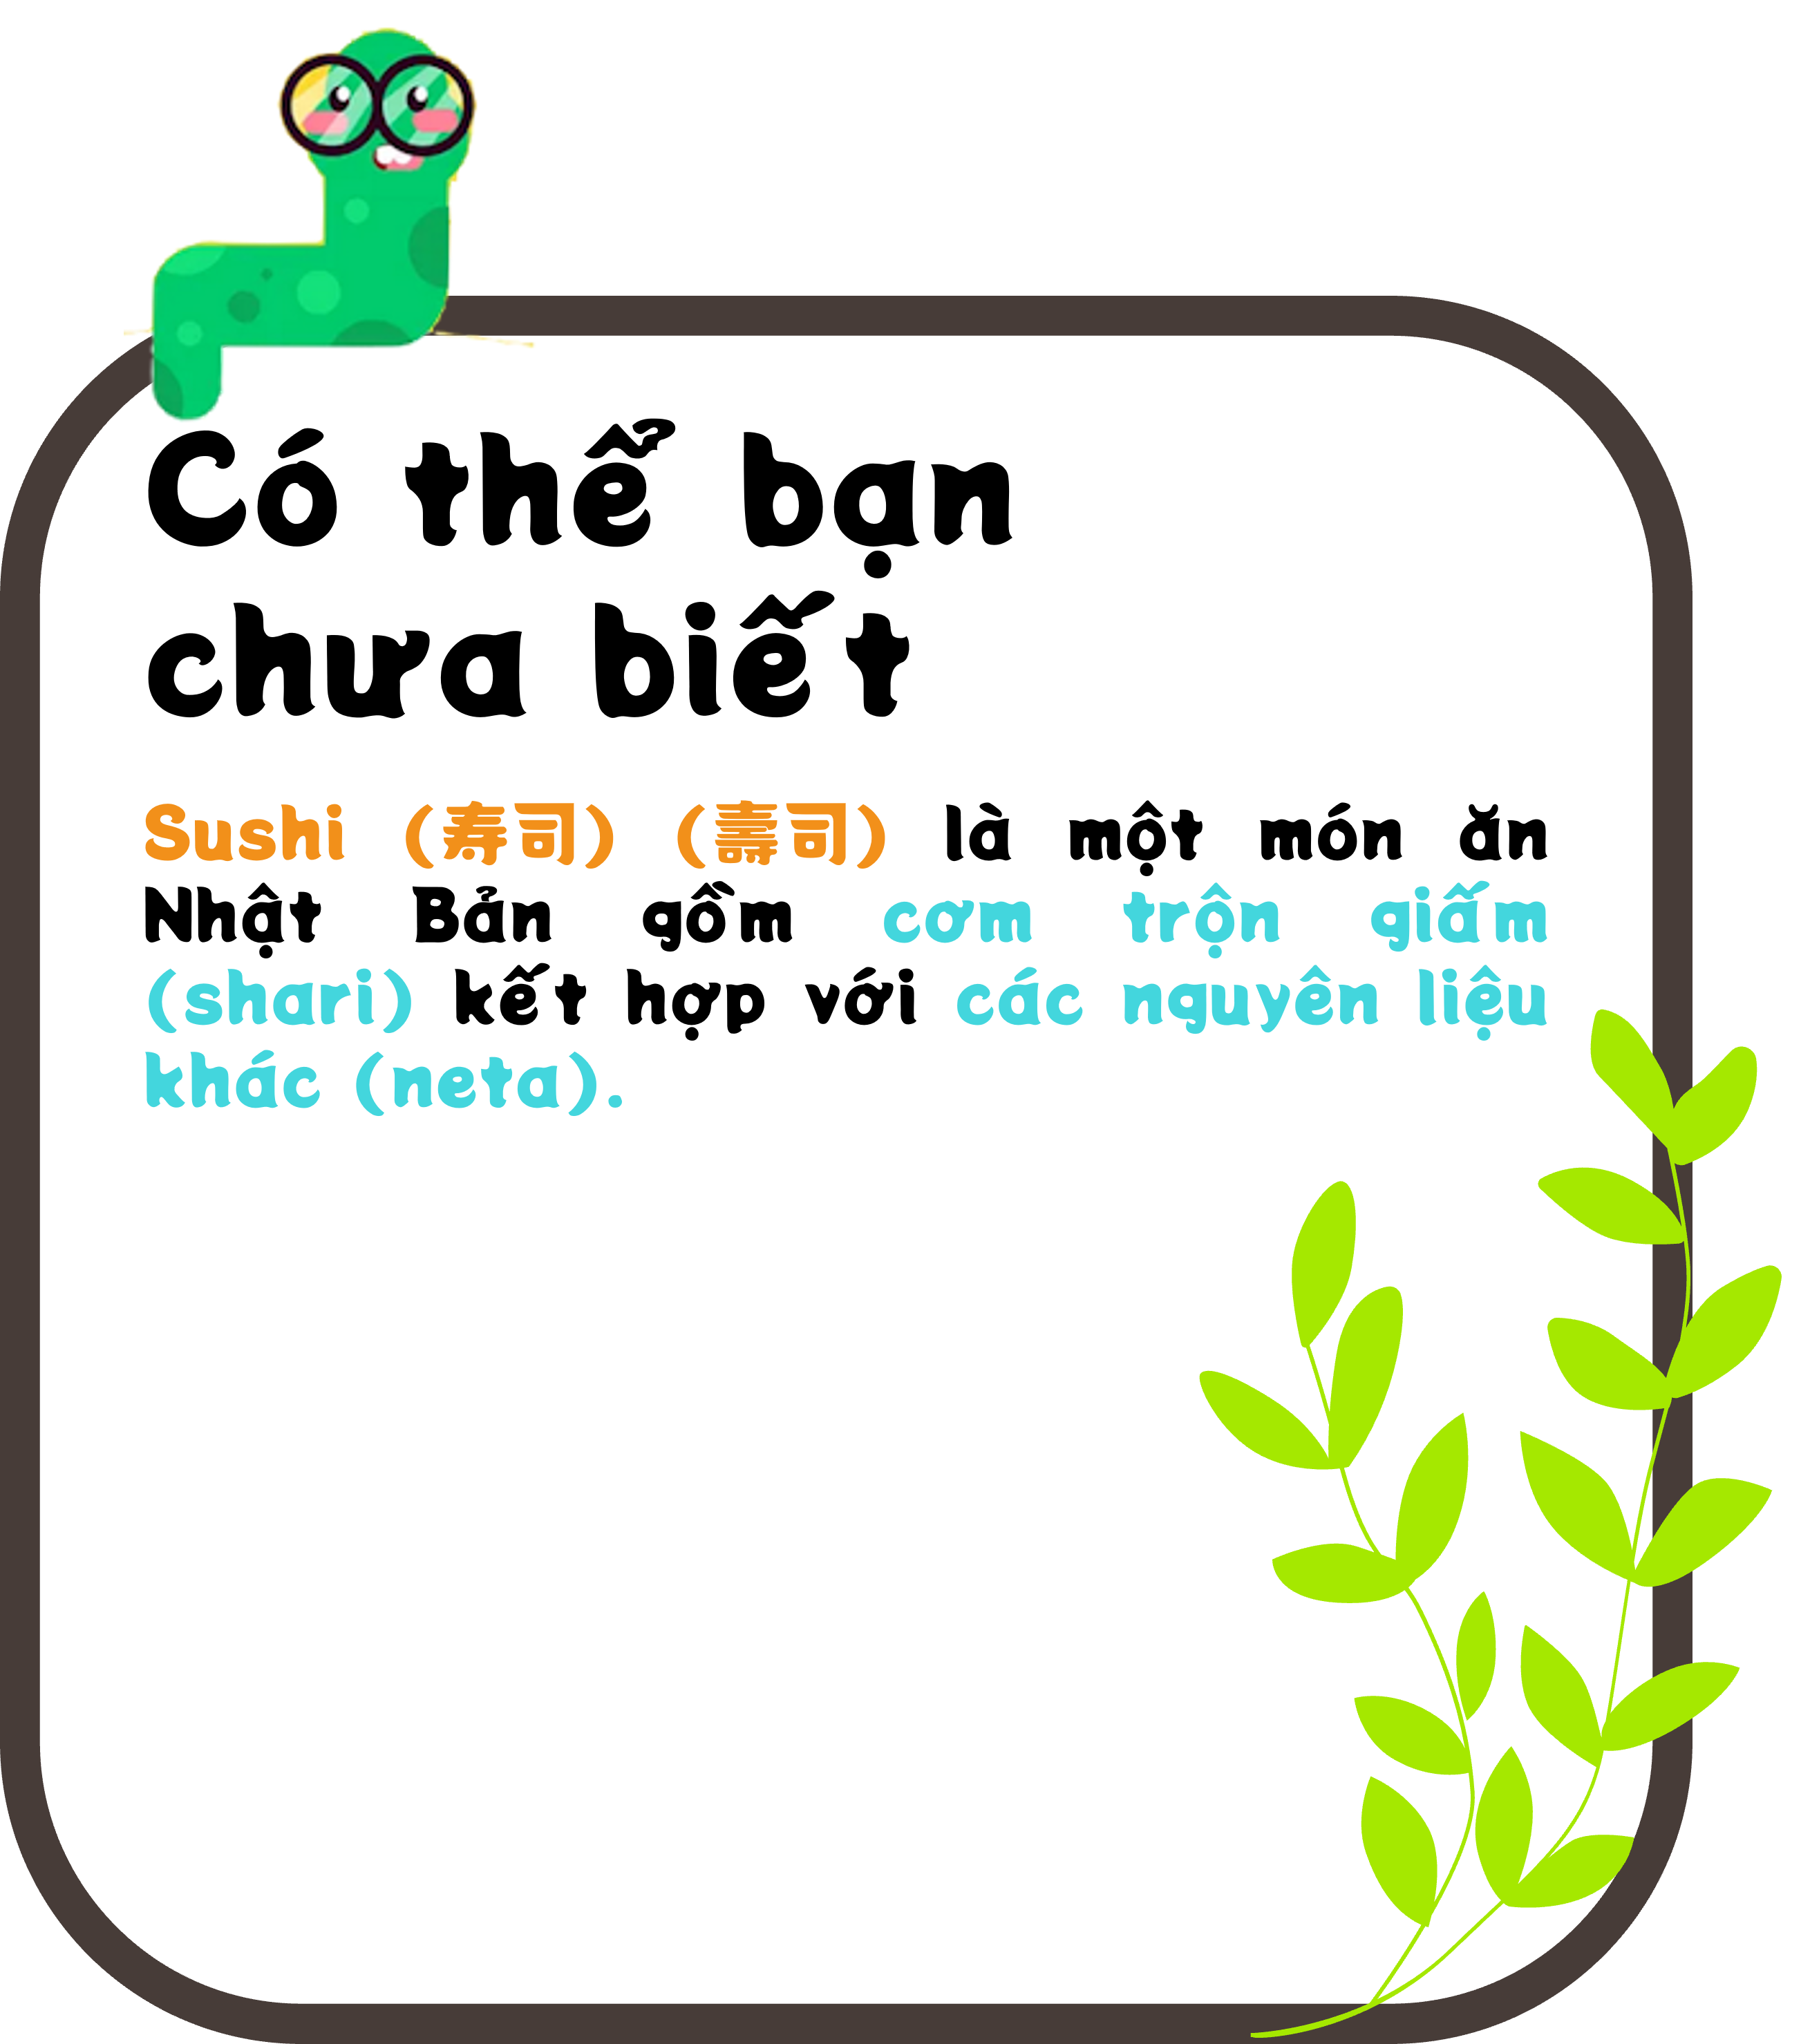 Có thể bạn
chưa biết
Sushi (寿司) (壽司) là một món ăn
Nhật Bản gồm cơm trộn giấm
(shari) kết hợp với các nguyên liệu
khác (neta).